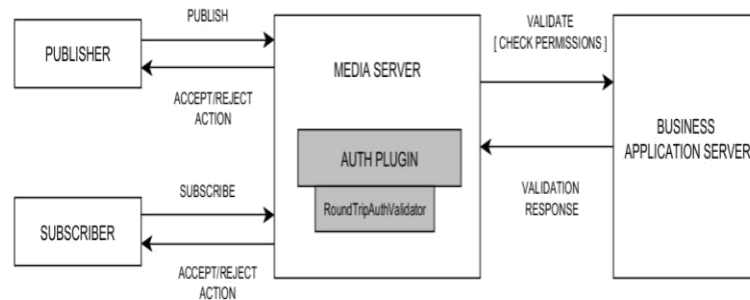 PUBLISH
PUBLISHER
ACCEPT/REJECT
ACTION
SUBSCRIBE
SUBSCRIBER
ACCEPT/REJECT
ACTION
MEDIA SERVER
AUTH PLUGIN
RoundTripAuthValidator
VALIDATE
[ CHECK PERMISSIONS ]
VALIDATION
RESPONSE
BUSINESS
APPLICATION SERVER